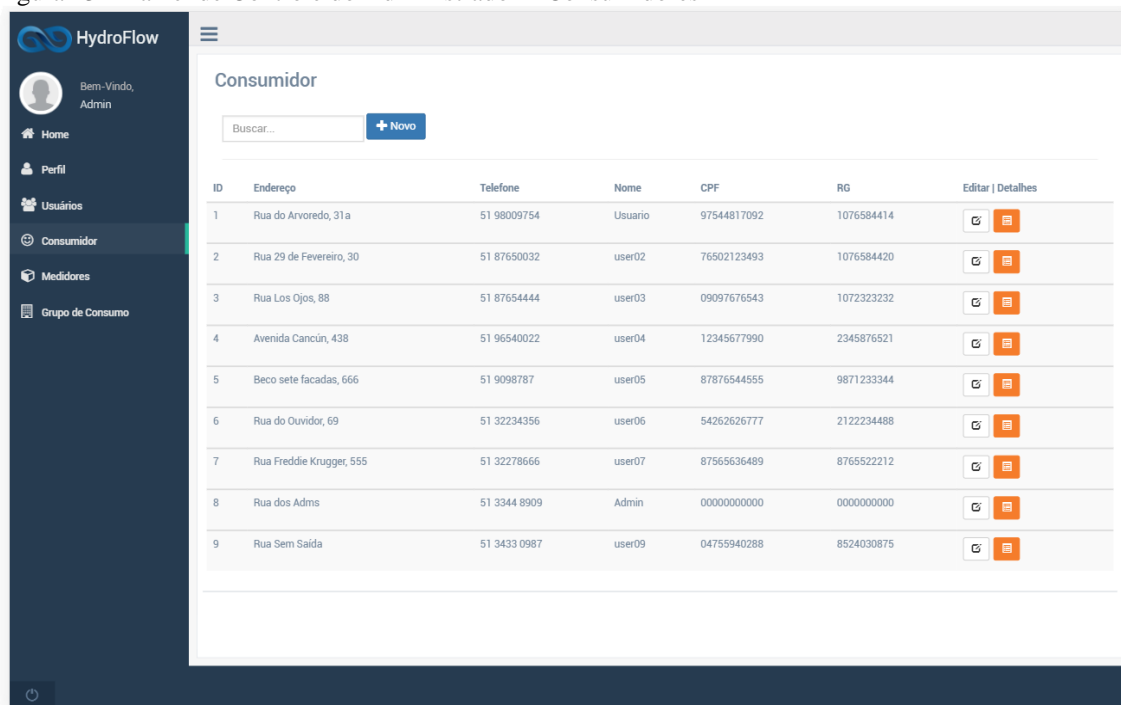 HydroFlow
Bem-Vindo,
Admin
Home
Perfil
Usuários
Consumidor
Medidores
Grupo de Consumo
Consumidor
Buscar...
Novo
ID Endereço Telefone Nome CPF RG Editar | Detalhes
1 Rua do Arvoredo, 31a 51 98009754 Usuario 97544817092 1076584414
2 Rua 29 de Fevereiro, 30 51 87650032 user02 76502123493 1076584420
3 Rua Los Ojos, 88 51 87654444 user03 09097676543 1072323232
4 Avenida Cancún, 438 51 96540022 user04 12345677990 2345876521
5 Beco sete facadas, 666 51 9098787 user05 87876544555 9871233344
6 Rua do Ouvidor, 69 51 32234356 user06 54262626777 2122234488
7 Rua Freddie Krugger, 555 51 32278666 user07 87565636489 8765522212
8 Rua dos Adms 51 3344 8909 Admin 00000000000 0000000000
9 Rua Sem Saída 51 3433 0987 user09 04755940288 8524030875